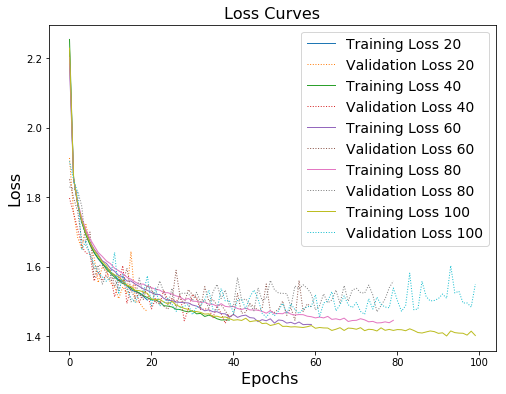 Loss Curves
2.2
2.0
1.8
1.6
1.4
Loss
Training Loss 20
Validation Loss 20
Training Loss 40
Validation Loss 40
Training Loss 60
Validation Loss 60
Training Loss 80
Validation Loss 80
Training Loss 100
Validation Loss 100
0 20 40 60 80 100
Epochs